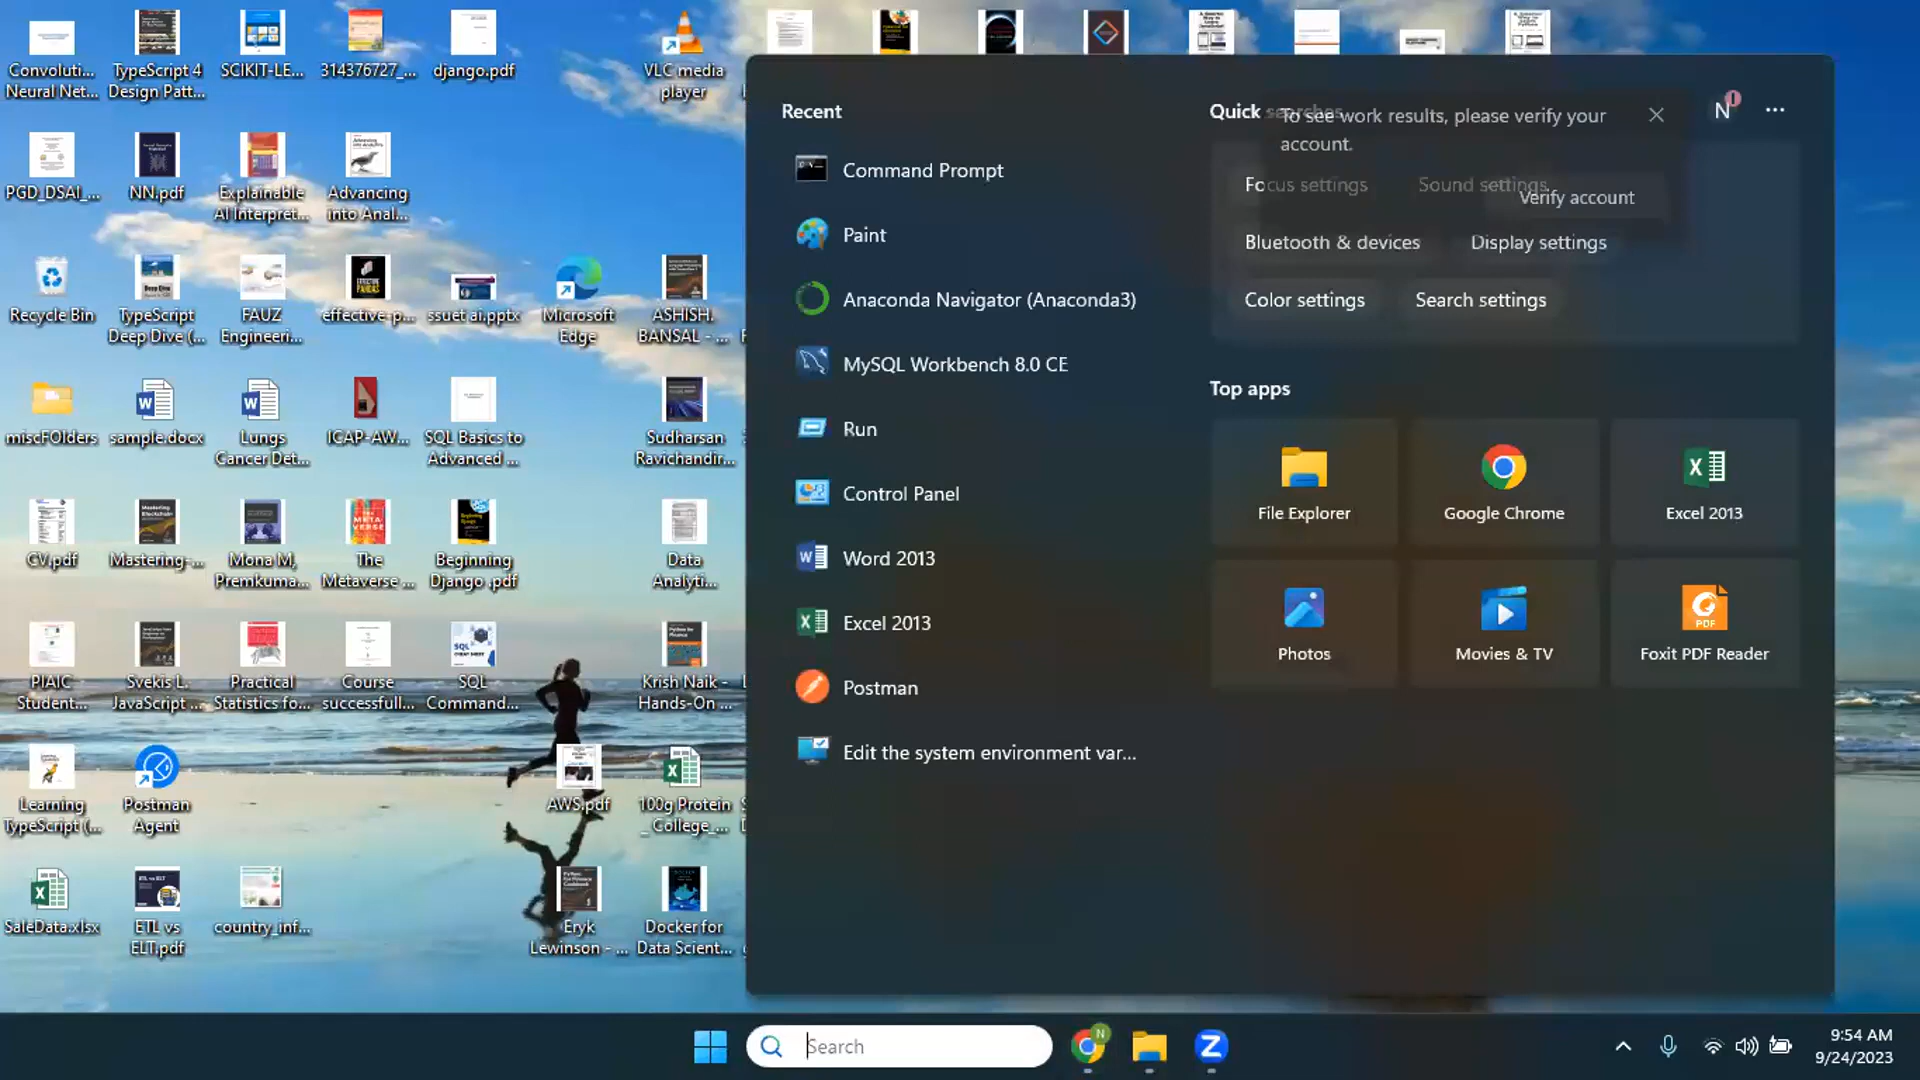 Convoluti...
Neural Net...
TypeScript 4
Design Patt...
SCIKIT-LE...
314376727_...
django.pdf
VLC media
player
PGD_DSAI_...
NN.pdf
Explainable
AI Interpret...
Advancing
into Anal...
Recycle Bin
TypeScript
Deep Dive (...
FAUZ
Engineeri...
effective-p...
ssuet ai.pptx
Microsoft
Edge
ASHISH.
BANSAL - ...
miscFOlders
sample.docx
Lungs
Cancer Det...
ICAP-AW...
SQL Basics to
Advanced ...
Sudharsan
Ravichandir...
CV.pdf
Mastering-...
Mona M,
Premkuma...
The
Metaverse ...
Beginning
Django .pdf
Data
Analyti...
PIAIC
Student...
Svekis L.
JavaScript ...
Practical
Statistics fo...
Course
successfull...
SQL
Command...
Krish Naik -
Hands-On ...
Learning
TypeScript (...
Postman
Agent
AWS.pdf
100g Protein
_ College_...
SaleData.xlsx
ETL vs
ELT.pdf
country_inf...
Eryk
Lewinson - ...
Docker for
Data Scient...
Recent
Command Prompt
Paint
Anaconda Navigator (Anaconda3)
MySQL Workbench 8.0 CE
Run
Control Panel
Word 2013
Excel 2013
Postman
Edit the system environment var...
Quick searches
To see work results, please verify your
account.
Verify account
N
Focus settings
Sound settings
Bluetooth & devices
Display settings
Color settings
Search settings
Top apps
File Explorer
Google Chrome
Excel 2013
Photos
Movies & TV
Foxit PDF Reader
Search
9:54 AM
9/24/2023